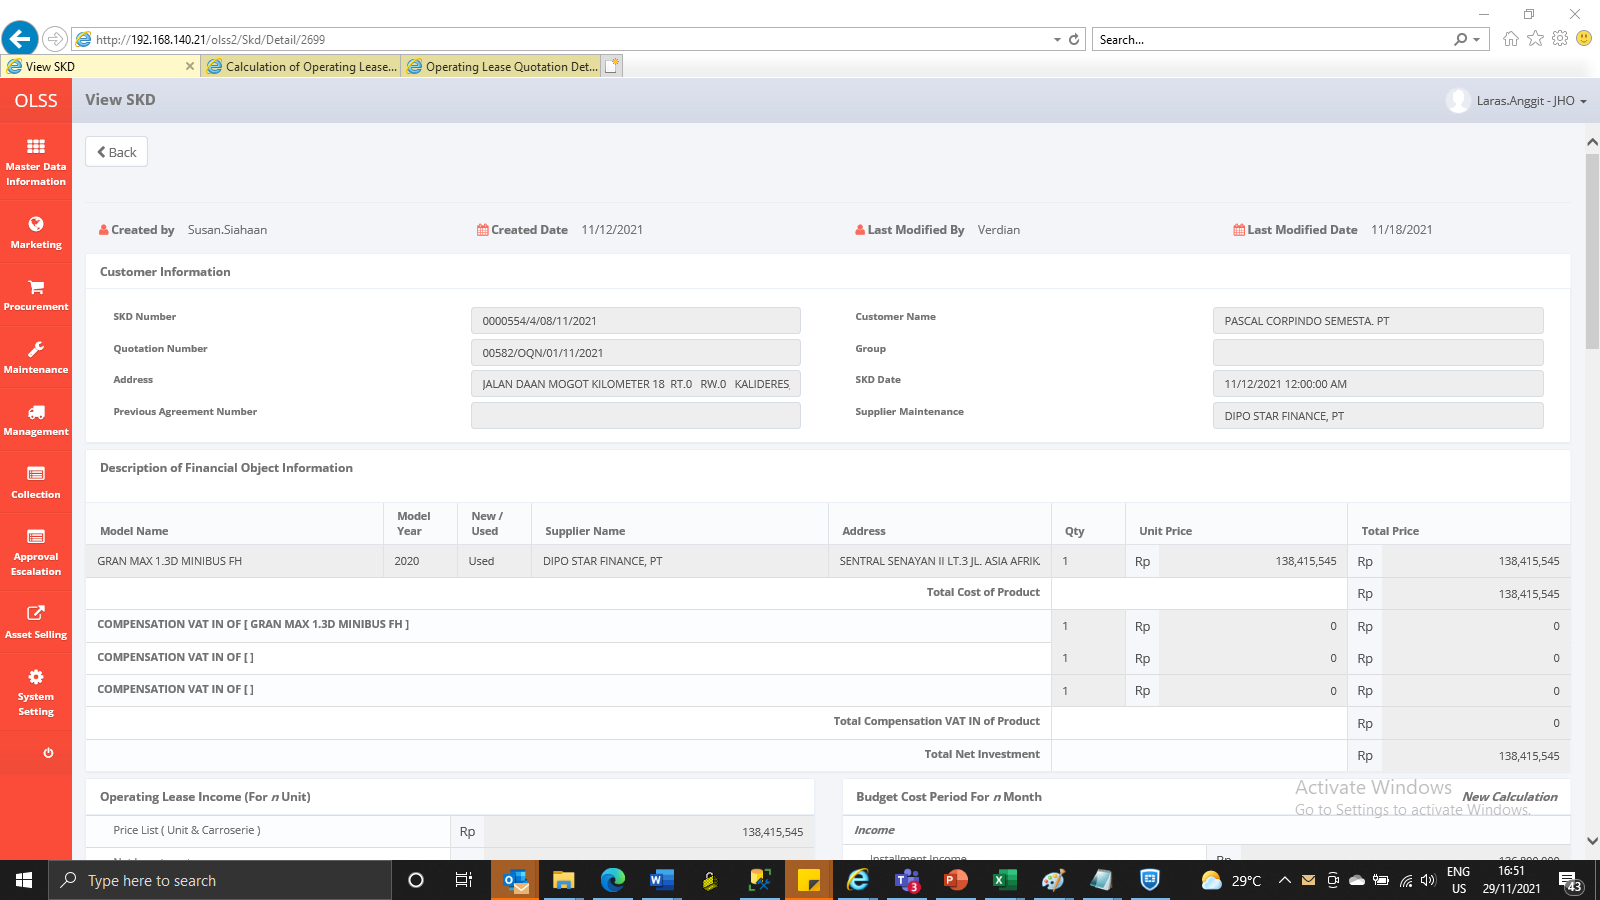 http://192.168.140.21/olss2/Skd/Detail/2699
Search...
View SKD
Calculation of Operating Lease...
Operating Lease Quotation Det...
OLSS
View SKD
Laras.Anggit - JHO
Master Data Information
Marketing
Procurement
Maintenance
Management
Collection
Approval Escalation
Asset Selling
System Setting
Back
Created by Susan.Siahaan Created Date 11/12/2021 Last Modified By Verdian Last Modified Date 11/18/2021
Customer Information
SKD Number 0000554/4/08/11/2021 Customer Name PASCAL CORPINDO SEMESTA. PT
Quotation Number 00582/OQN/01/11/2021 Group
Address JALAN DAAN MOGOT KILOMETER 18 RT.0 RW.0 KALIDERES, SKD Date 11/12/2021 12:00:00 AM
Previous Agreement Number Supplier Maintenance DIPO STAR FINANCE, PT
Description of Financial Object Information
Model Name Model Year New / Used Supplier Name Address Qty Unit Price Total Price
GRAN MAX 1.3D MINIBUS FH 2020 Used DIPO STAR FINANCE, PT SENTRAL SENAYAN II LT.3 JL. ASIA AFRIK 1 Rp 138,415,545 Rp 138,415,545
Total Cost of Product Rp 138,415,545
COMPENSATION VAT IN OF [ GRAN MAX 1.3D MINIBUS FH ] 1 Rp 0 Rp 0
COMPENSATION VAT IN OF [ ] 1 Rp 0 Rp 0
COMPENSATION VAT IN OF [ ] 1 Rp 0 Rp 0
Total Compensation VAT IN of Product Rp 0
Total Net Investment Rp 138,415,545
Operating Lease Income (For n Unit)
Price List ( Unit & Carroserie ) Rp 138,415,545
Budget Cost Period For n Month New Calculation
Income
Installment Income Rp
Activate Windows
Go to Settings to activate Windows.
Type here to search
3
29°C
ENG
US
16:51
29/11/2021
43